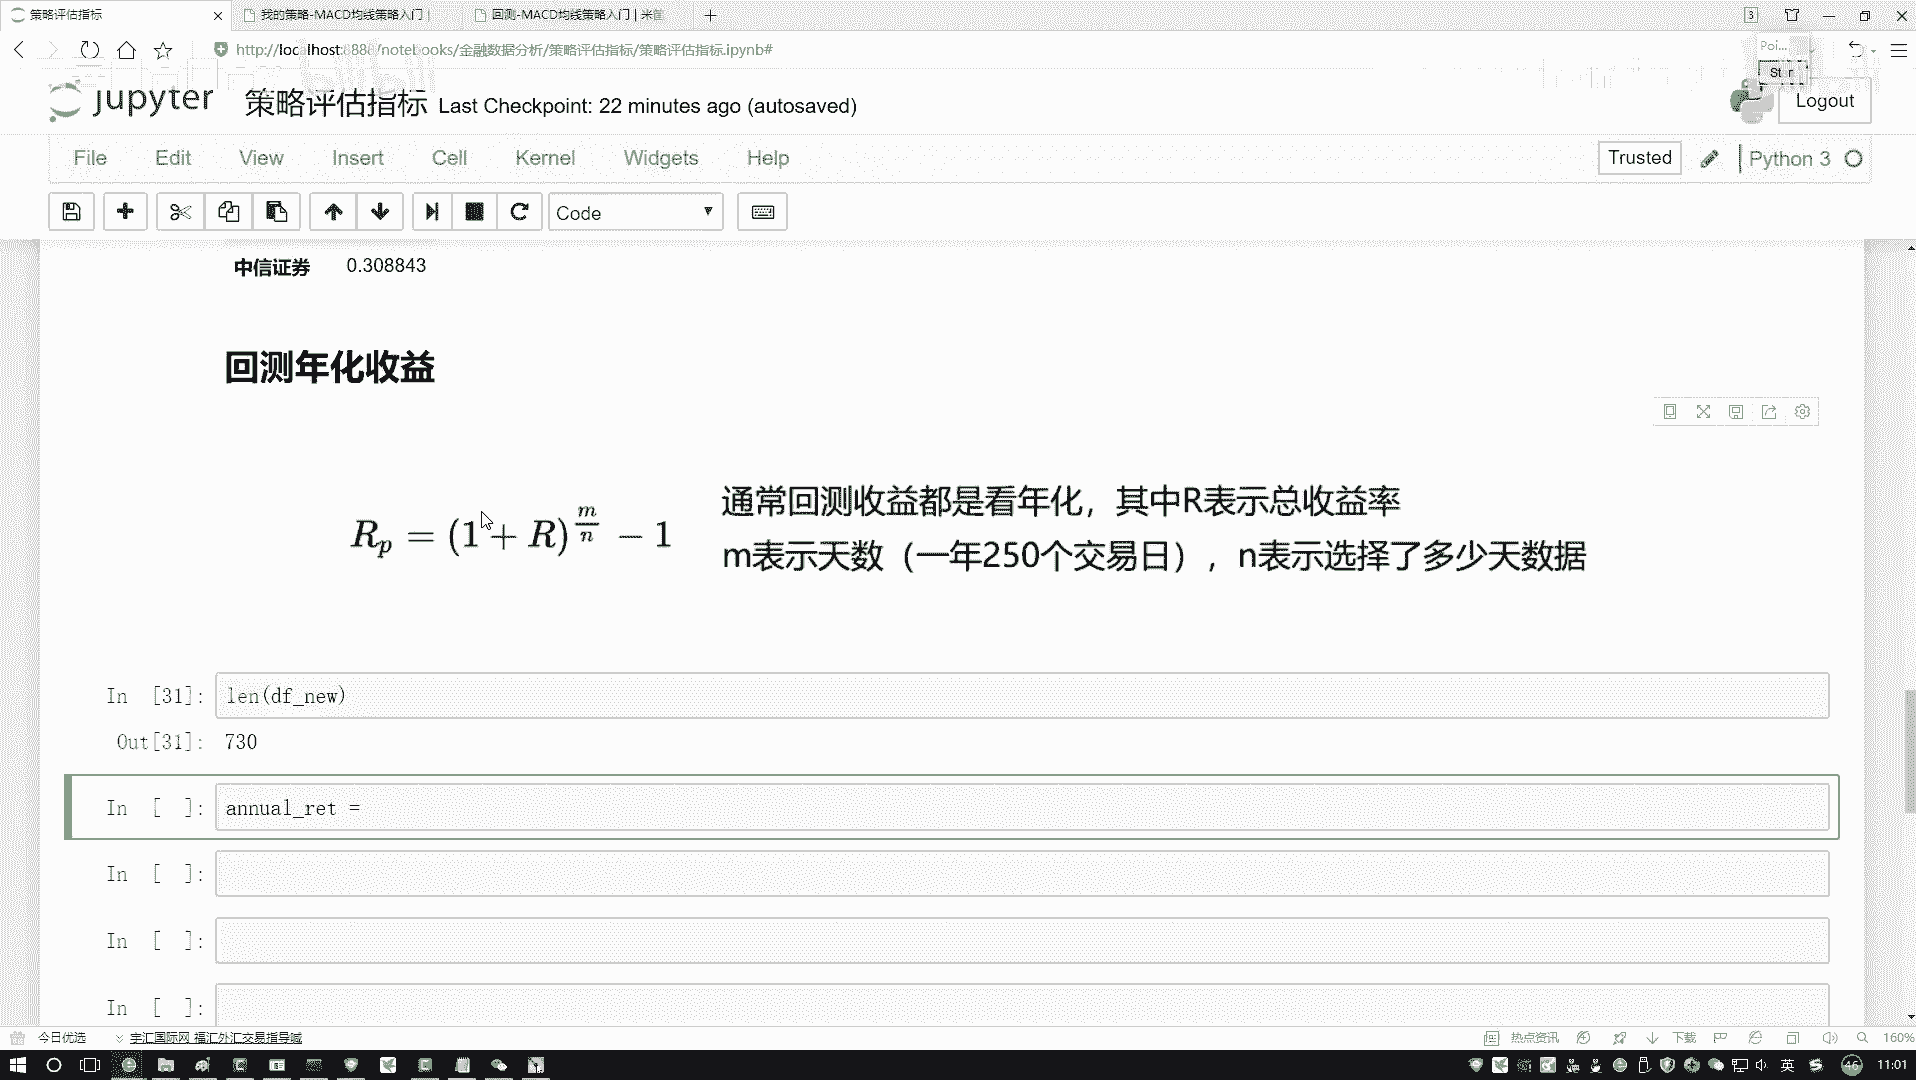 策略评估指标
我的策略-MACD均线策略入门 |
回测-MACD均线策略入门 | 米筐
3
http://localhost:8888/notebooks/金融数据分析/策略评估指标/策略评估指标.ipynb#
Poi...
jupyter 策略评估指标 Last Checkpoint: 22 minutes ago (autosaved)
Logout
File Edit View Insert Cell Kernel Widgets Help
Trusted Python 3
Code
中信证券 0.308843
回测年化收益
R_p = (1 + R)^{m/n} − 1
通常回测收益都是看年化，其中R表示总收益率
m表示天数（一年250个交易日），n表示选择了多少天数据
In [31]: len(df_new)
Out[31]: 730
In [ ]: annual_ret =
In [ ]:
In [ ]:
In [ ]:
今日优选
宇汇国际网 福汇外汇交易指导喊
热点资讯 下载 160%
英 46 11:01